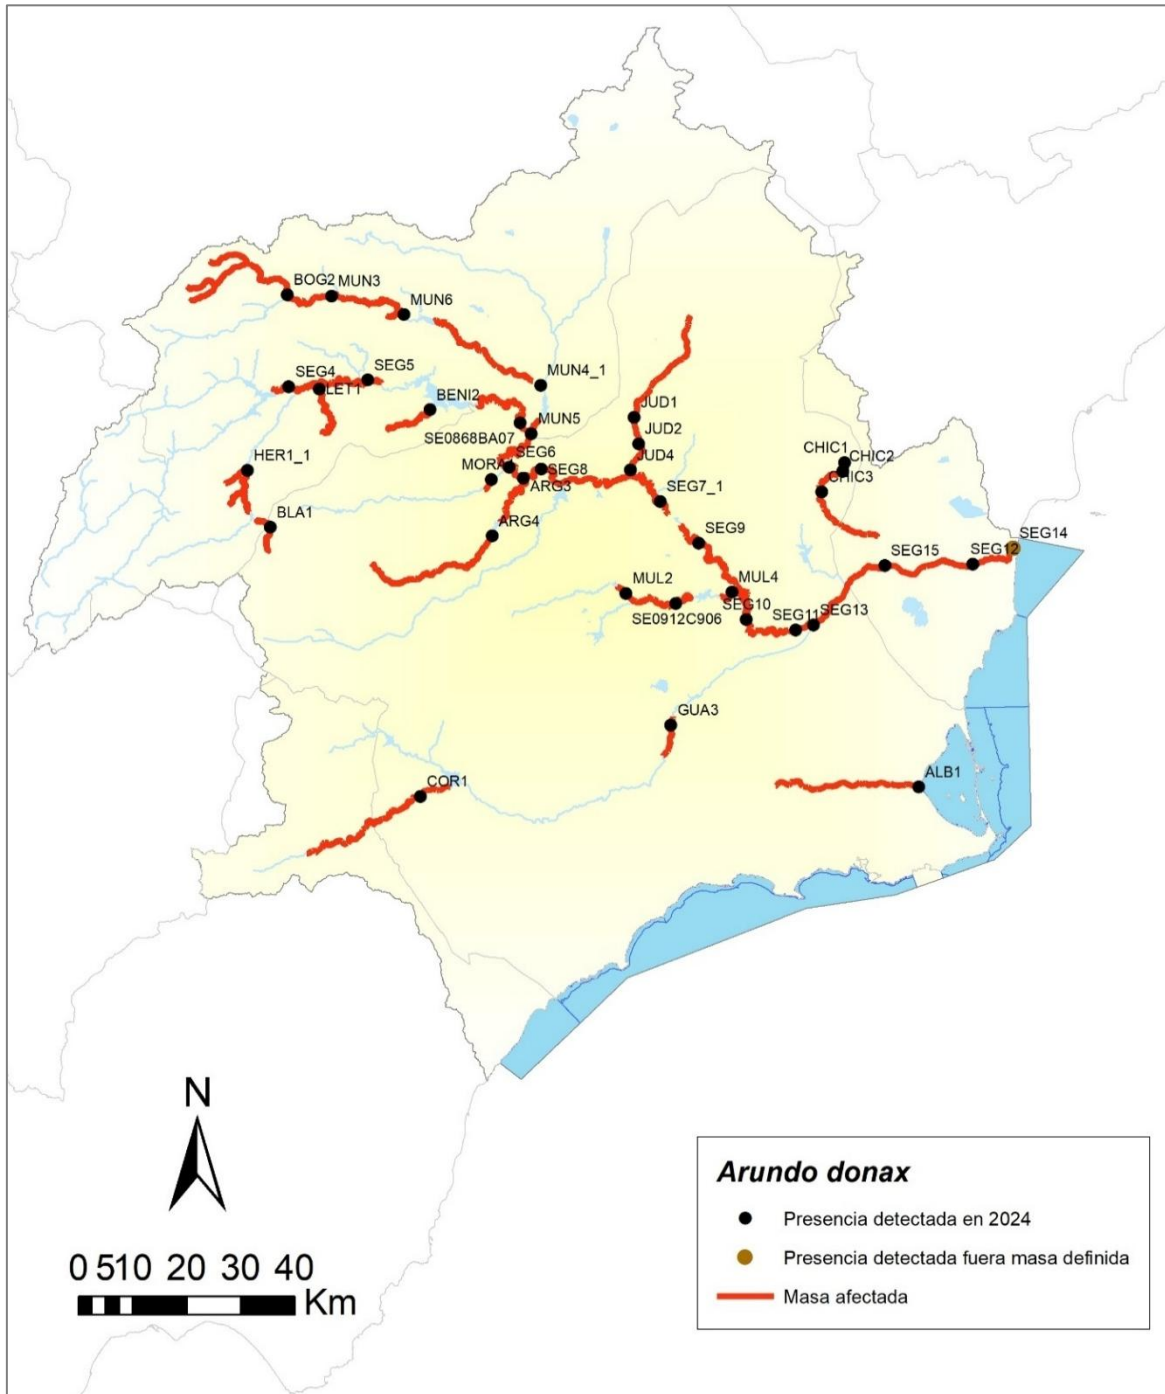 BOG2
MUN3
MUN6
SEG4
LET1
SEG5
BENI2
MUN4_1
MUN5
SE0868BA07
SEG6
SEG8
ARG3
ARG4
HER1_1
BLA1
JUD1
JUD2
JUD4
SEG7_1
SEG9
CHIC1
CHIC2
CHIC3
SEG14
SEG12
SEG15
MUL2
MUL4
SE0912C906
SEG10
SEG11
SEG13
GUA3
COR1
ALB1
N
0 5 10 20 30 40
Km
Arundo donax
Presencia detectada en 2024
Presencia detectada fuera masa definida
Masa afectada